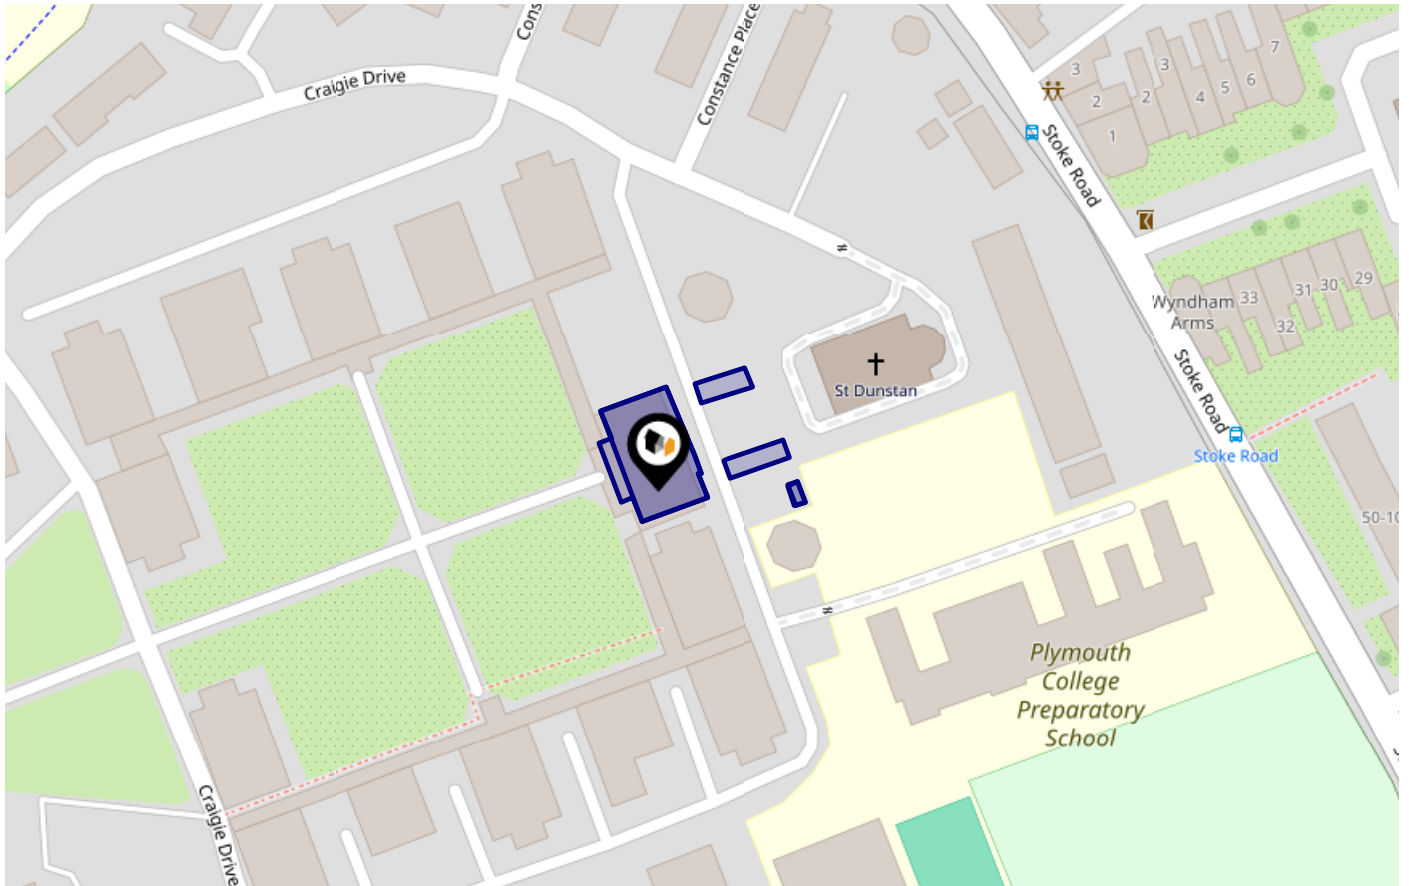 Cons
Constance Place
Craigie Drive
7
3
3
6
5
4
2
2
1
Stoke Road
Wyndham
Arms
33
32
31
30
29
St Dunstan
Stoke Road
Stoke Road
50-10
Plymouth
College
Preparatory
School
Craigie Drive